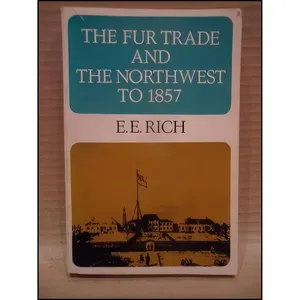 THE FUR TRADE
AND
THE NORTHWEST
TO 1857
E.E. RICH